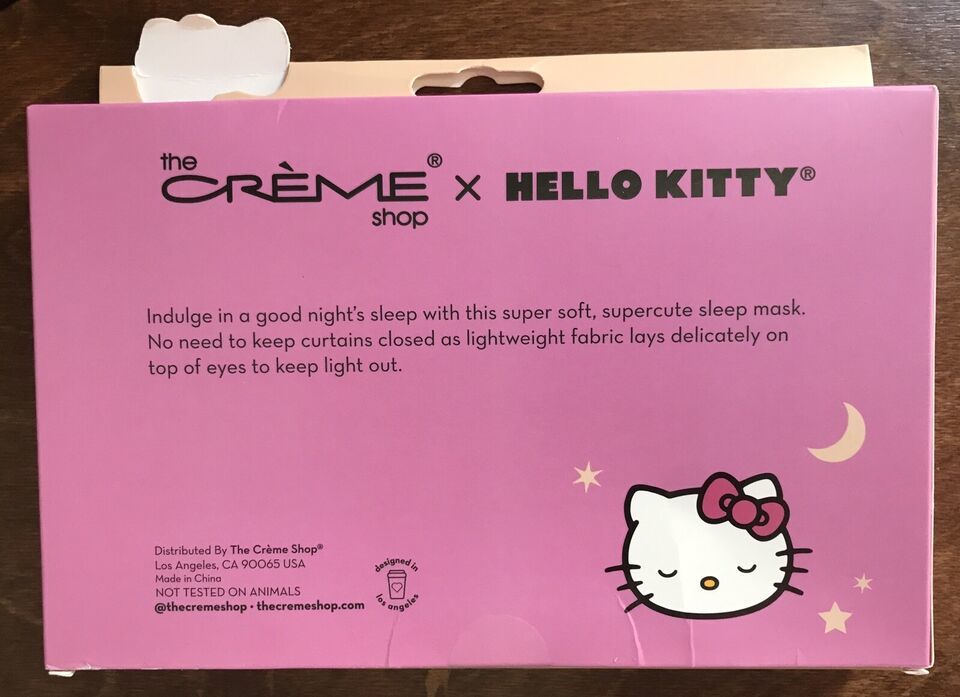 the
CRÈME® x HELLO KITTY®
shop
Indulge in a good night's sleep with this super soft, supercute sleep mask.
No need to keep curtains closed as lightweight fabric lays delicately on
top of eyes to keep light out.
Distributed By The Crème Shop®
Los Angeles, CA 90065 USA
Made in China
NOT TESTED ON ANIMALS
@thecremeshop • thecremeshop.com
designed in
los angeles